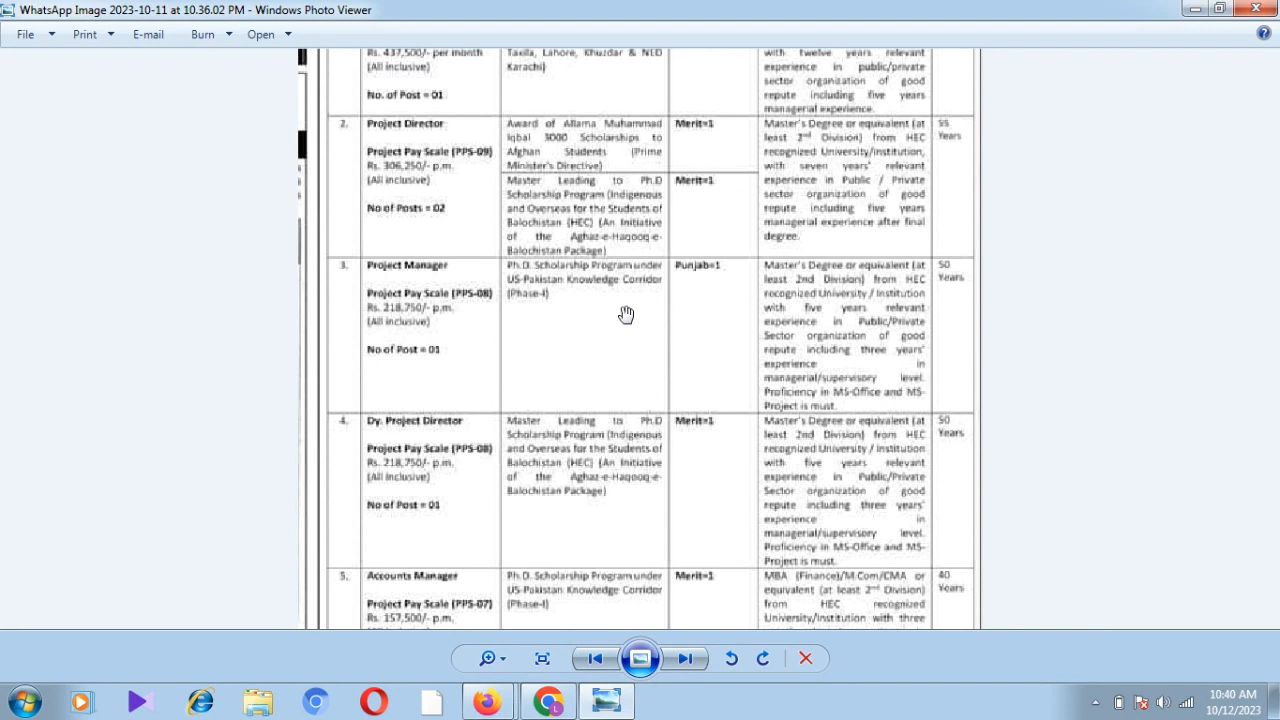 WhatsApp Image 2023-10-11 at 10.36.02 PM - Windows Photo Viewer
File Print E-mail Burn Open
Rs. 437,500/- per month
(All inclusive)
No. of Post = 01
Taxila, Lahore, Khuzdar & NED
Karachi)
with twelve years relevant
experience in public/private
sector organization of good
repute including five years
managerial experience.
2.
Project Director
Project Pay Scale (PPS-09)
Rs. 306,250/- p.m.
(All inclusive)
No of Posts = 02
Award of Allama Muhammad
Iqbal 3000 Scholarships to
Afghan Students (Prime
Minister's Directive)
Merit=1
Master Leading to Ph.D
Scholarship Program (Indigenous
and Overseas for the Students of
Balochistan (HEC) (An Initiative
of the Aghaz-e-Haqooq-e-
Balochistan Package)
Merit=1
Master's Degree or equivalent (at
least 2nd Division) from HEC
recognized University/institution,
with seven years' relevant
experience in Public / Private
sector organization of good
repute including five years
managerial experience after final
degree.
55
Years
3.
Project Manager
Project Pay Scale (PPS-08)
Rs. 218,750/- p.m.
(All inclusive)
No of Post = 01
Ph.D. Scholarship Program under
US-Pakistan Knowledge Corridor
(Phase-I)
Punjab=1
Master's Degree or equivalent (at
least 2nd Division) from HEC
recognized University / Institution
with five years relevant
experience in Public/Private
Sector organization of good
repute including three years'
experience in
managerial/supervisory level.
Proficiency in MS-Office and MS-
Project is must.
50
Years
4.
Dy. Project Director
Project Pay Scale (PPS-08)
Rs. 218,750/- p.m.
(All inclusive)
No of Post = 01
Master Leading to Ph.D
Scholarship Program (Indigenous
and Overseas for the Students of
Balochistan (HEC) (An Initiative
of the Aghaz-e-Haqooq-e-
Balochistan Package)
Merit=1
Master's Degree or equivalent (at
least 2nd Division) from HEC
recognized University / Institution
with five years relevant
experience in Public/Private
Sector organization of good
repute including three years'
experience in
managerial/supervisory level.
Proficiency in MS-Office and MS-
Project is must.
50
Years
5.
Accounts Manager
Project Pay Scale (PPS-07)
Rs. 157,500/- p.m.
Ph.D. Scholarship Program under
US-Pakistan Knowledge Corridor
(Phase-I)
Merit=1
MBA (Finance)/M.Com/CMA or
equivalent (at least 2nd Division)
from HEC recognized
University/Institution with three
40
Years
10:40 AM
10/12/2023